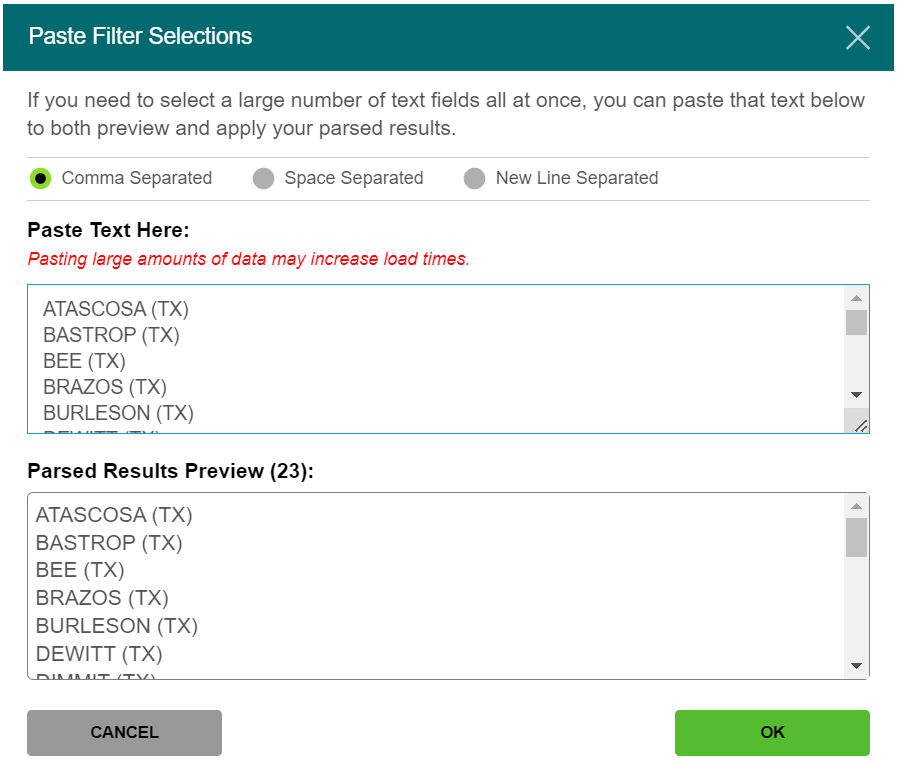 Paste Filter Selections
If you need to select a large number of text fields all at once, you can paste that text below
to both preview and apply your parsed results.
Comma Separated Space Separated New Line Separated
Paste Text Here:
Pasting large amounts of data may increase load times.
ATASCOSA (TX)
BASTROP (TX)
BEE (TX)
BRAZOS (TX)
BURLESON (TX)
DEWITT (TX)
Parsed Results Preview (23):
ATASCOSA (TX)
BASTROP (TX)
BEE (TX)
BRAZOS (TX)
BURLESON (TX)
DEWITT (TX)
DIMMIT (TX)
CANCEL OK